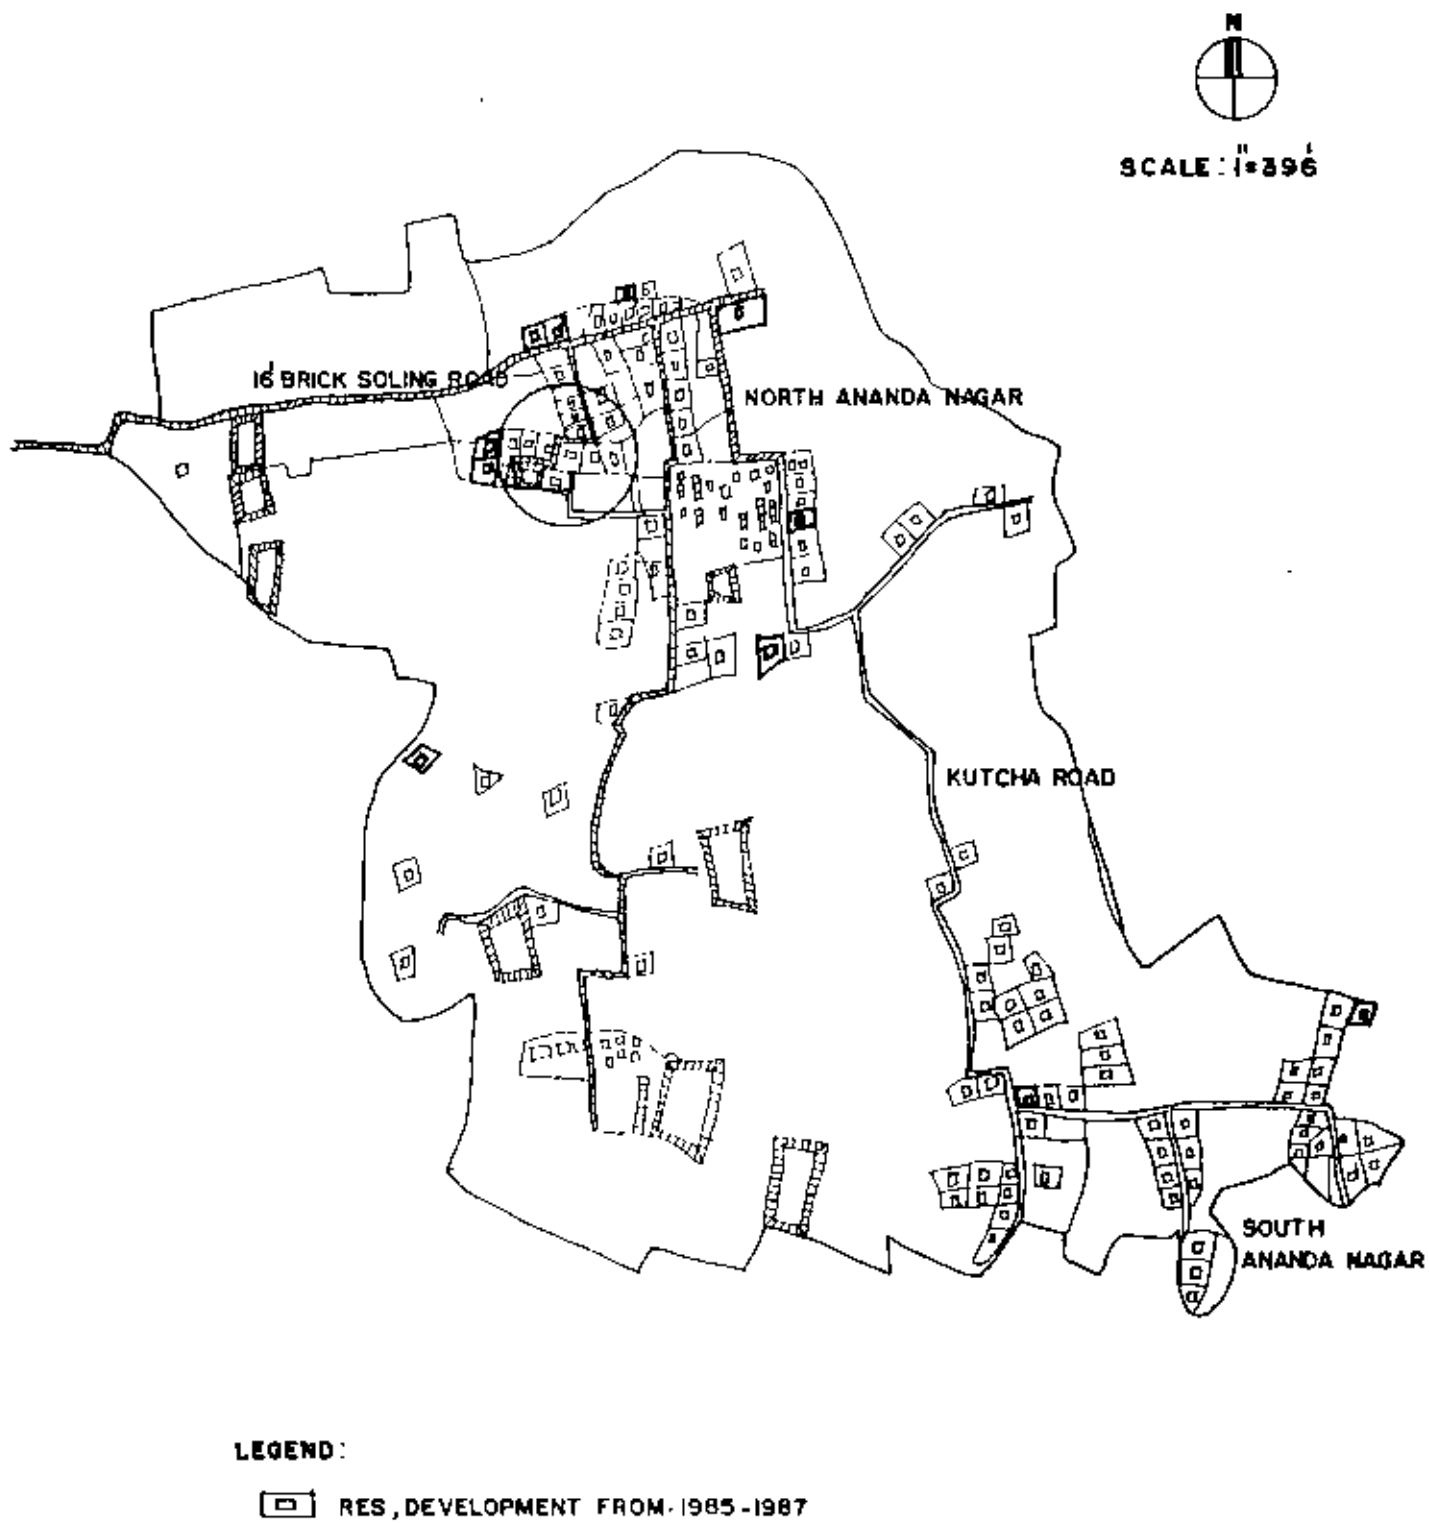 N
SCALE: 1"=396'
16' BRICK SOLING ROAD
NORTH ANANDA NAGAR
KUTCHA ROAD
SOUTH
ANANDA NAGAR
LEGEND:
RES, DEVELOPMENT FROM-1985-1987